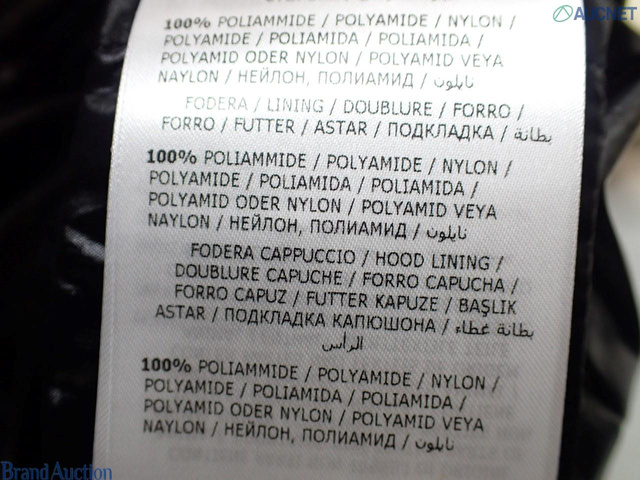 AUCNET
100% POLIAMMIDE / POLYAMIDE / NYLON /
POLYAMIDE / POLIAMIDA / POLIAMIDA /
POLYAMID ODER NYLON / POLYAMID VEYA
NAYLON / НЕЙЛОН, ПОЛИАМИД / نايلون
FODERA / LINING / DOUBLURE / FORRO /
FORRO / FUTTER / ASTAR / ПОДКЛАДКА / بطانة
100% POLIAMMIDE / POLYAMIDE / NYLON /
POLYAMIDE / POLIAMIDA / POLIAMIDA /
POLYAMID ODER NYLON / POLYAMID VEYA
NAYLON / НЕЙЛОН, ПОЛИАМИД / نايلون
FODERA CAPPUCCIO / HOOD LINING /
DOUBLURE CAPUCHE / FORRO CAPUCHA /
FORRO CAPUZ / FUTTER KAPUZE / BAŞLIK
ASTAR / ПОДКЛАДКА КАПЮШОНА / بطانة غطاء
الرأس
100% POLIAMMIDE / POLYAMIDE / NYLON /
POLYAMIDE / POLIAMIDA / POLIAMIDA /
POLYAMID ODER NYLON / POLYAMID VEYA
NAYLON / НЕЙЛОН, ПОЛИАМИД / نايلون
Brand Auction